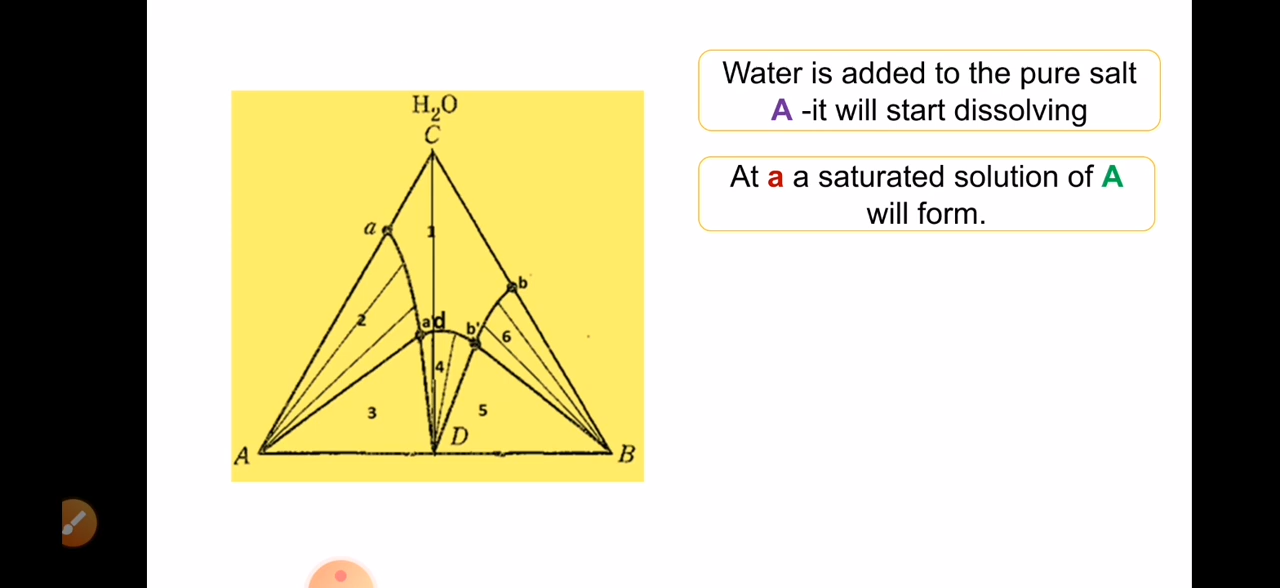 H₂O
C
a
1
b
2
a'
d
b'
6
4
3
5
D
A
B
Water is added to the pure salt
A -it will start dissolving
At a a saturated solution of A
will form.